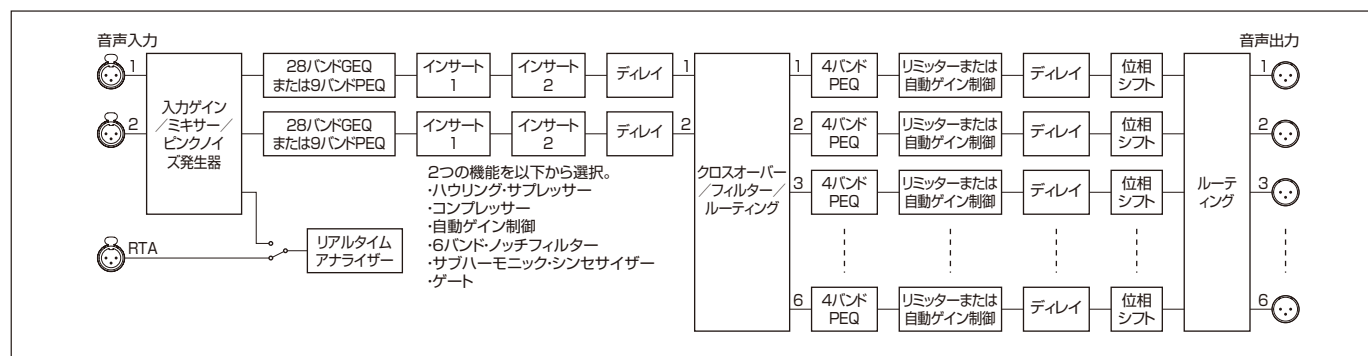 音声入力
音声出力
1
入力ゲイン
／ミキサー／
ピンクノイ
ズ発生器
28バンドGEQ
または9バンドPEQ
インサート
1
インサート
2
ディレイ
1
クロスオーバー
／フィルター／
ルーティング
1
4バンド
PEQ
リミッターまたは
自動ゲイン制御
ディレイ
位相
シフト
ルーテ
ィング
1
2
28バンドGEQ
または9バンドPEQ
インサート
1
インサート
2
ディレイ
2
2
4バンド
PEQ
リミッターまたは
自動ゲイン制御
ディレイ
位相
シフト
2
2つの機能を以下から選択。
・ハウリング・サプレッサー
・コンプレッサー
・自動ゲイン制御
・6バンド・ノッチフィルター
・サブハーモニック・シンセサイザー
・ゲート
3
4バンド
PEQ
リミッターまたは
自動ゲイン制御
ディレイ
位相
シフト
3
RTA
リアルタイム
アナライザー
6
4バンド
PEQ
リミッターまたは
自動ゲイン制御
ディレイ
位相
シフト
6